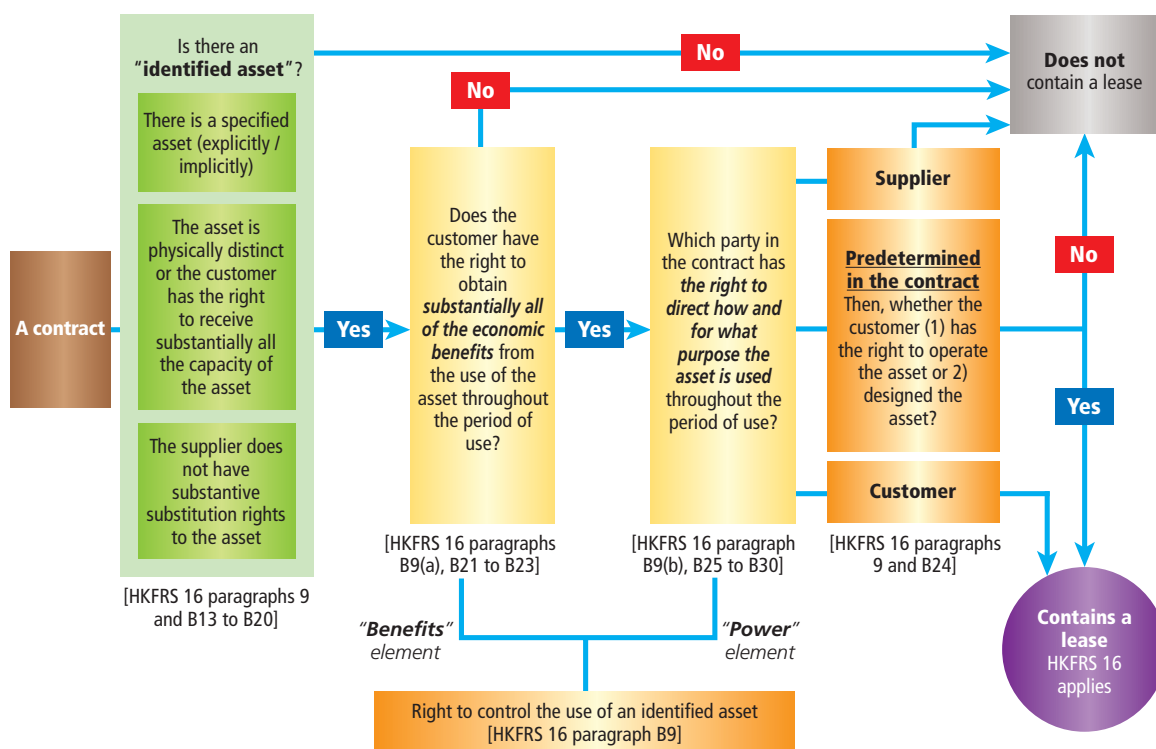 A contract
Is there an
"identified asset"?
There is a specified
asset (explicitly /
implicitly)
The asset is
physically distinct
or the customer
has the right
to receive
substantially all
the capacity of
the asset
The supplier does
not have
substantive
substitution rights
to the asset
[HKFRS 16 paragraphs 9
and B13 to B20]
Yes
No
No
Does the
customer have
the right to
obtain
substantially all
of the economic
benefits from
the use of the
asset throughout
the period of
use?
[HKFRS 16 paragraphs
B9(a), B21 to B23]
Yes
Which party in
the contract has
the right to
direct how and
for what
purpose the
asset is used
throughout the
period of use?
[HKFRS 16 paragraph
B9(b), B25 to B30]
Supplier
Predetermined
in the contract
Then, whether the
customer (1) has
the right to operate
the asset or 2)
designed the
asset?
Customer
[HKFRS 16 paragraphs
9 and B24]
Does not
contain a lease
No
Yes
Contains a
lease
HKFRS 16
applies
"Benefits"
element
"Power"
element
Right to control the use of an identified asset
[HKFRS 16 paragraph B9]